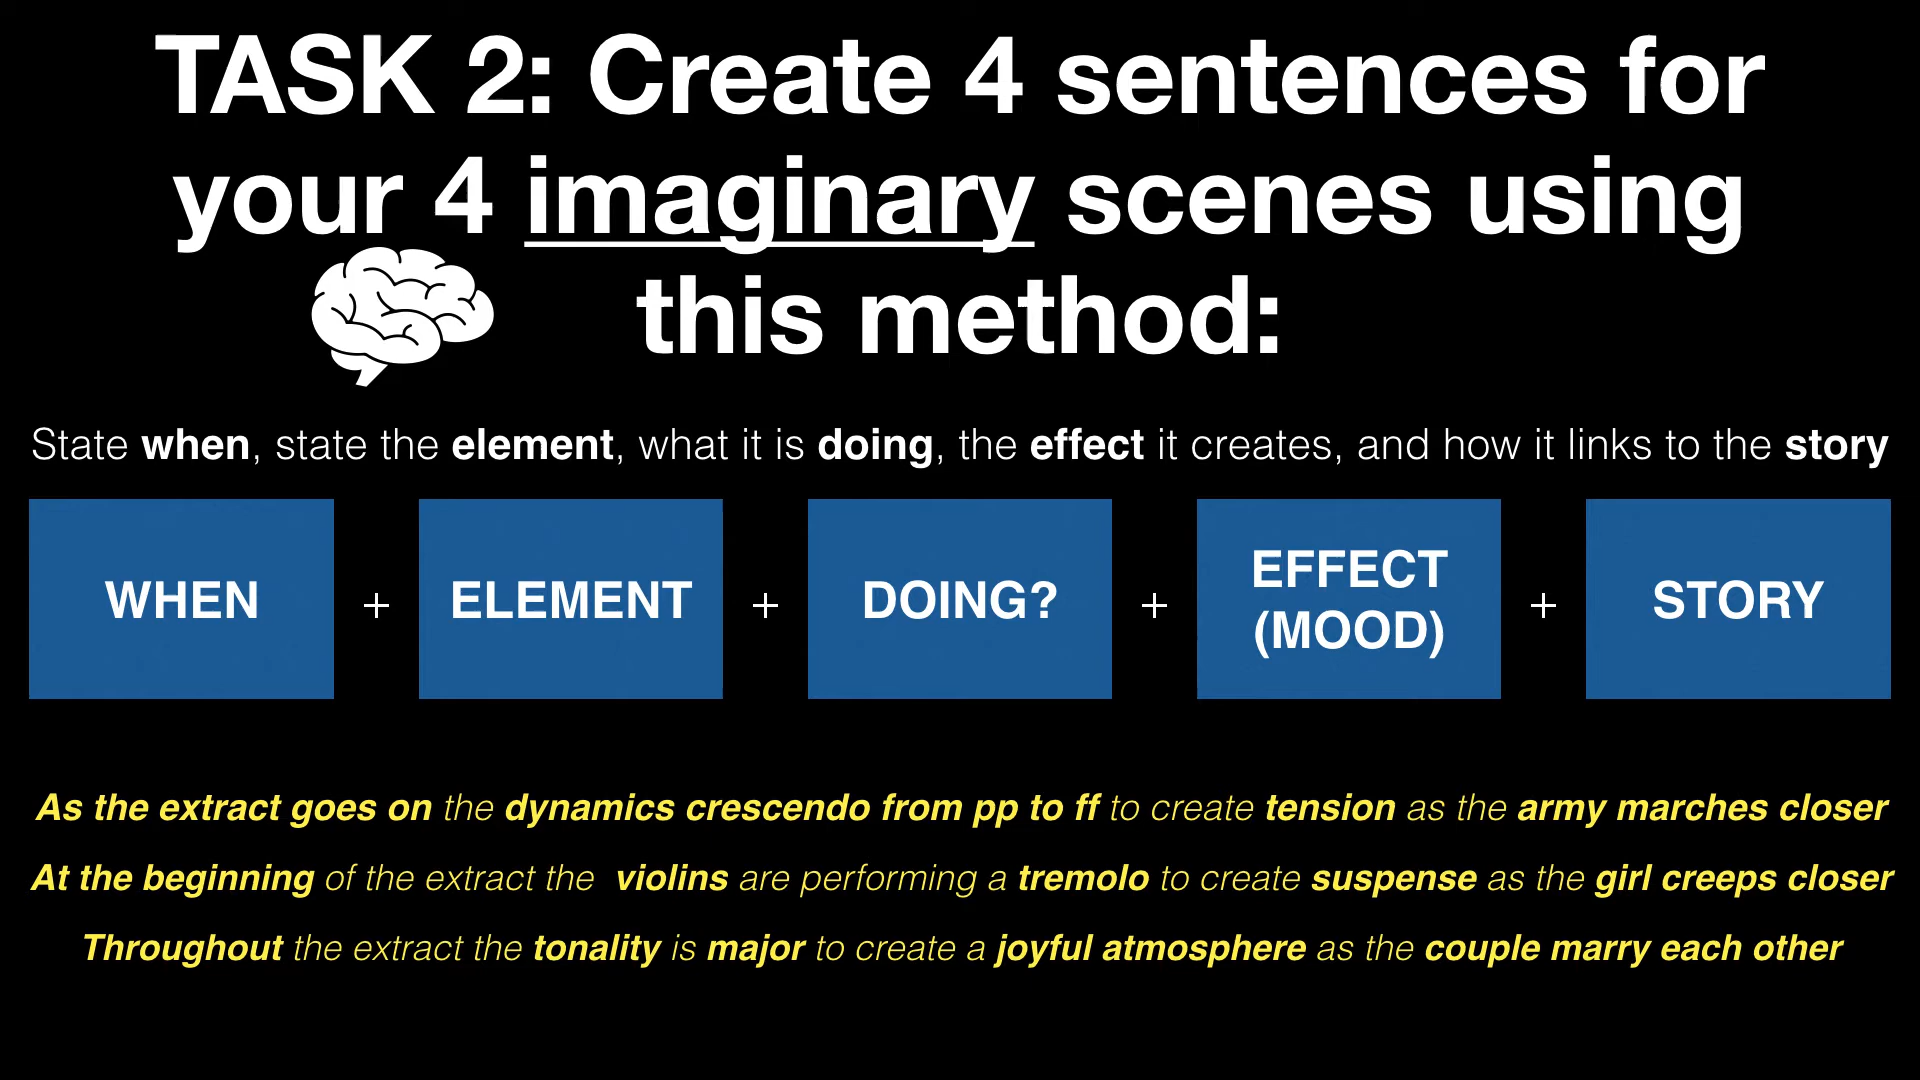 TASK 2: Create 4 sentences for
your 4 imaginary scenes using
this method:
State when, state the element, what it is doing, the effect it creates, and how it links to the story
WHEN + ELEMENT + DOING? + EFFECT (MOOD) + STORY
As the extract goes on the dynamics crescendo from pp to ff to create tension as the army marches closer
At the beginning of the extract the violins are performing a tremolo to create suspense as the girl creeps closer
Throughout the extract the tonality is major to create a joyful atmosphere as the couple marry each other